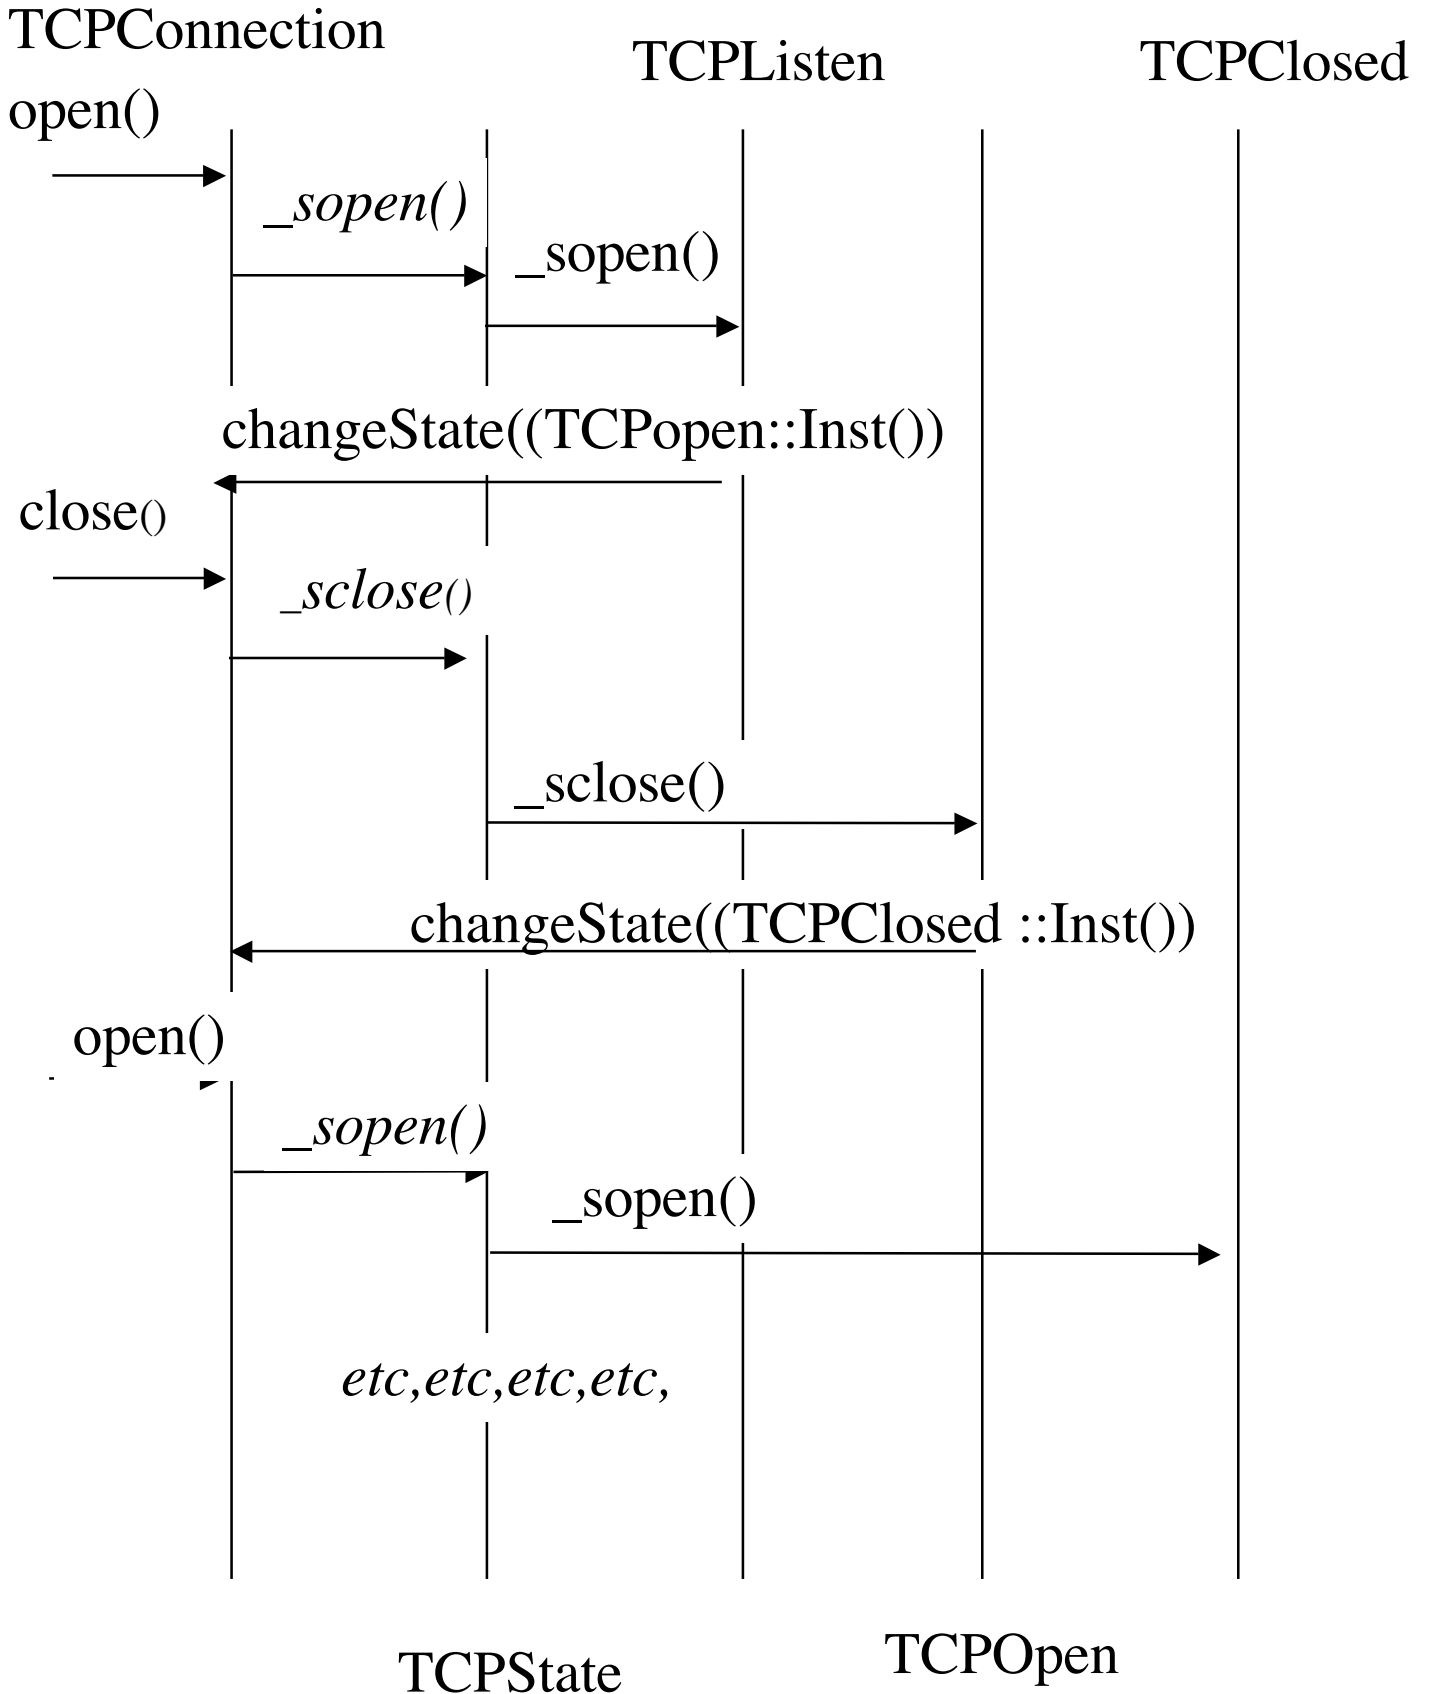 TCPConnection
TCPListen
TCPClosed
open()
_sopen()
_sopen()
changeState((TCPopen::Inst())
close()
_sclose()
_sclose()
changeState((TCPClosed ::Inst())
open()
_sopen()
_sopen()
etc,etc,etc,etc,
TCPOpen
TCPState